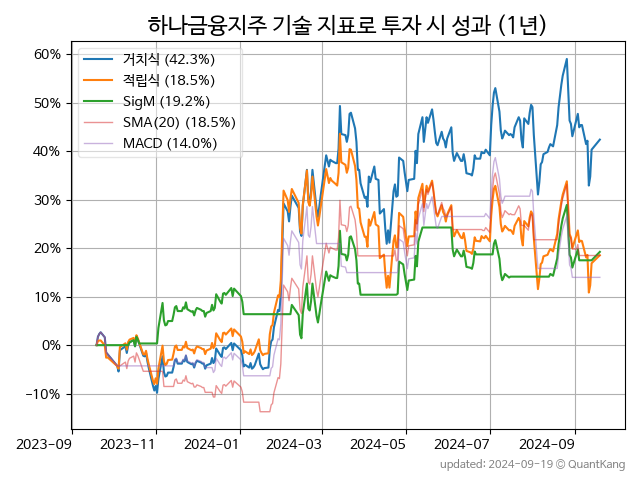 하나금융지주 기술 지표로 투자 시 성과 (1년)
거치식 (42.3%)
적립식 (18.5%)
SigM (19.2%)
SMA(20) (18.5%)
MACD (14.0%)
60%
50%
40%
30%
20%
10%
0%
−10%
2023-09 2023-11 2024-01 2024-03 2024-05 2024-07 2024-09
updated: 2024-09-19 © QuantKang